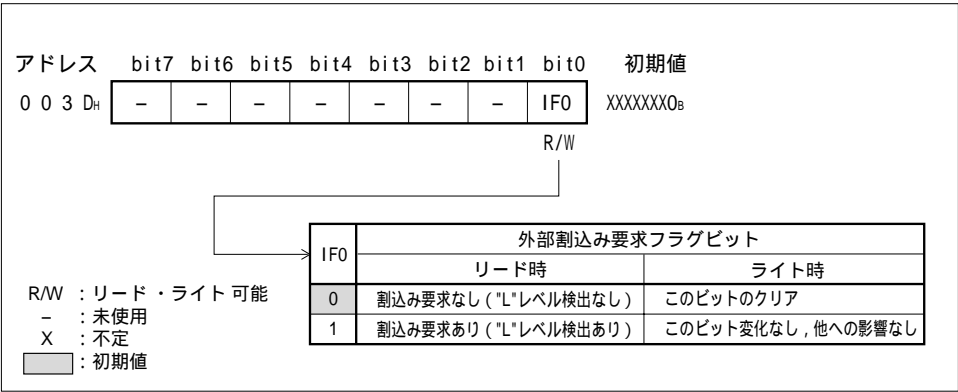 アドレス bit7 bit6 bit5 bit4 bit3 bit2 bit1 bit0 初期値
003DH － － － － － － － IF0 XXXXXXX0B
R/W
IF0 外部割込み要求フラグビット
リード時 ライト時
0 割込み要求なし("L"レベル検出なし) このビットのクリア
1 割込み要求あり("L"レベル検出あり) このビット変化なし,他への影響なし
R/W :リード・ライト可能
－ :未使用
X :不定
:初期値